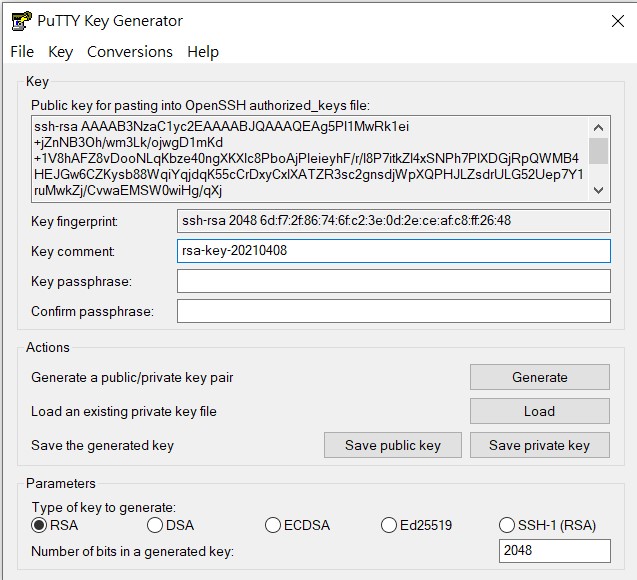 PuTTY Key Generator
File Key Conversions Help
Key
Public key for pasting into OpenSSH authorized_keys file:
ssh-rsa AAAAB3NzaC1yc2EAAAABJQAAAQEAg5Pl1MwRk1ei
+jZnNB3Oh/wm3Lk/ojwgD1mKd
+1V8hAFZ8vDooNLqKbze40ngXKXlc8PboAjPIeieyhF/r/I8P7itkZl4xSNPh7PlXDGjRpQWMB4
HEJGw6CZKysb88WqiYqjdqK55cCrDxyCxlXATZR3sc2gnsdjWpXQPHJLZsdrULG52Uep7Y1
ruMwkZj/CvwaEMSW0wiHg/qXj
Key fingerprint: ssh-rsa 2048 6d:f7:2f:86:74:6f:c2:3e:0d:2e:ce:af:c8:ff:26:48
Key comment: rsa-key-20210408
Key passphrase:
Confirm passphrase:
Actions
Generate a public/private key pair Generate
Load an existing private key file Load
Save the generated key Save public key Save private key
Parameters
Type of key to generate:
RSA DSA ECDSA Ed25519 SSH-1 (RSA)
Number of bits in a generated key: 2048